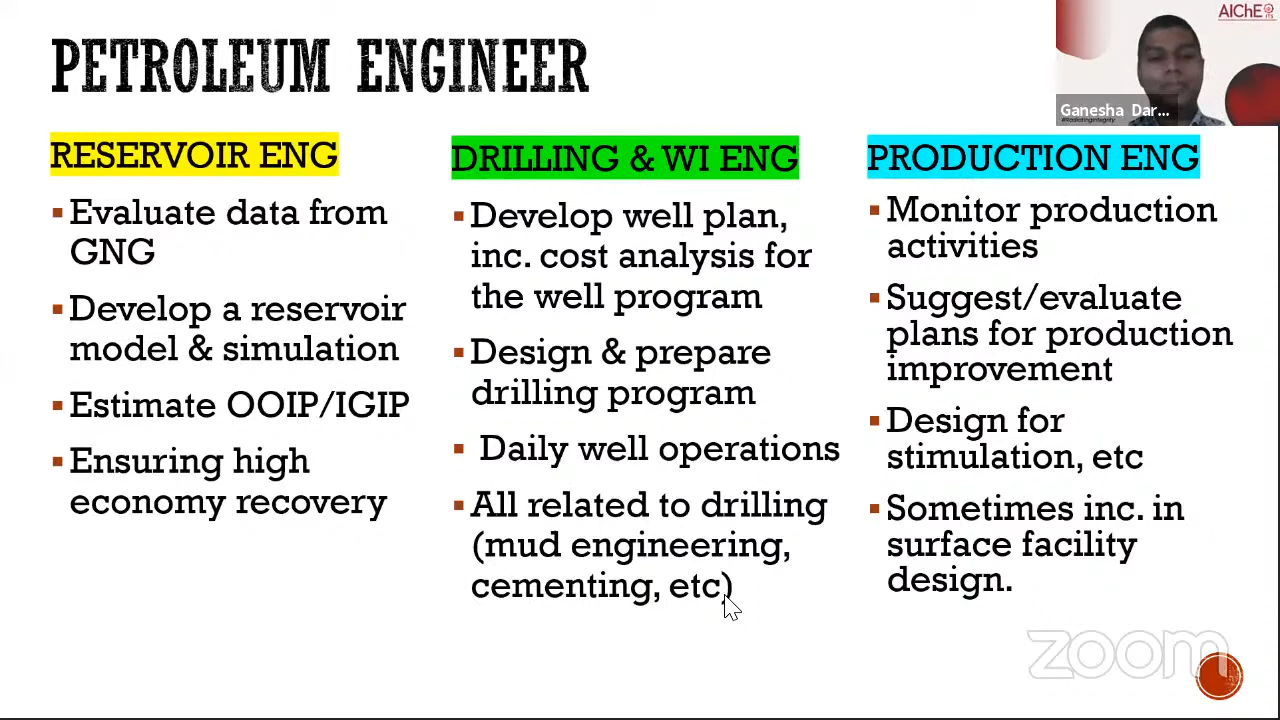 PETROLEUM ENGINEER
AIChE
ITS
Ganesha Dar...
#RadiatingIntegrity
RESERVOIR ENG
▪Evaluate data from
GNG
▪Develop a reservoir
model & simulation
▪Estimate OOIP/IGIP
▪Ensuring high
economy recovery
DRILLING & WI ENG
▪Develop well plan,
inc. cost analysis for
the well program
▪Design & prepare
drilling program
▪ Daily well operations
▪All related to drilling
(mud engineering,
cementing, etc)
PRODUCTION ENG
▪Monitor production
activities
▪Suggest/evaluate
plans for production
improvement
▪Design for
stimulation, etc
▪Sometimes inc. in
surface facility
design.
zoom